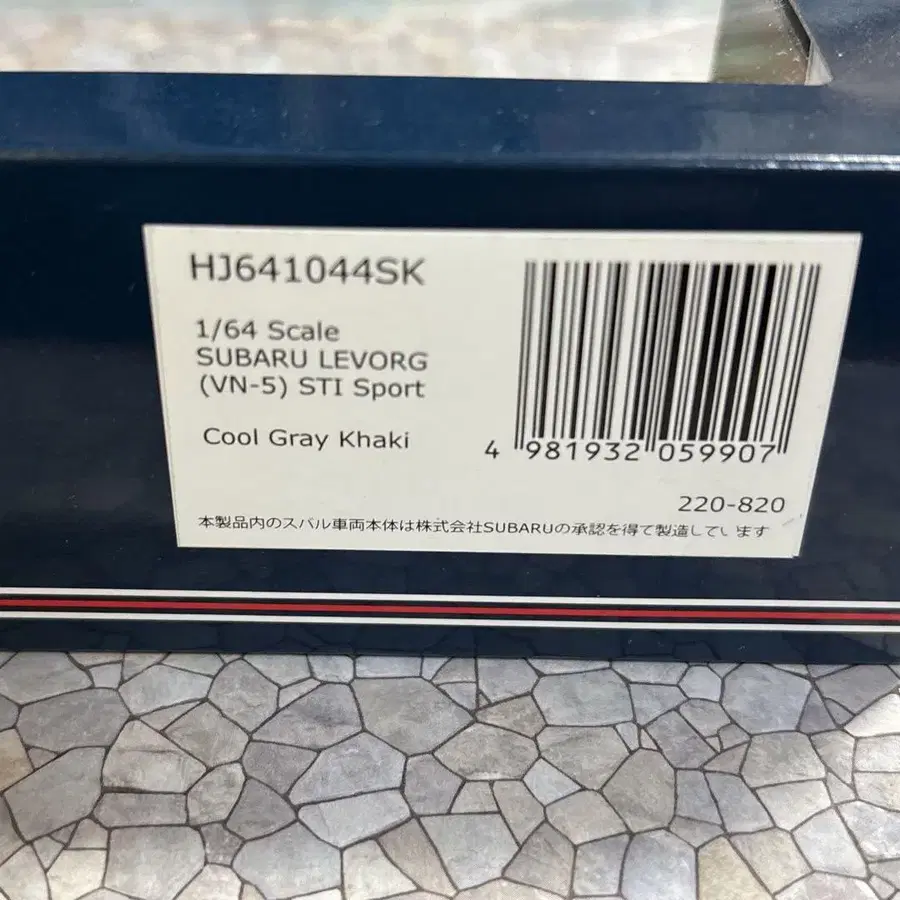 HJ641044SK
1/64 Scale
SUBARU LEVORG
(VN-5) STI Sport
Cool Gray Khaki
4 981932 059907
220-820
本製品内のスバル車両本体は株式会社SUBARUの承認を得て製造しています